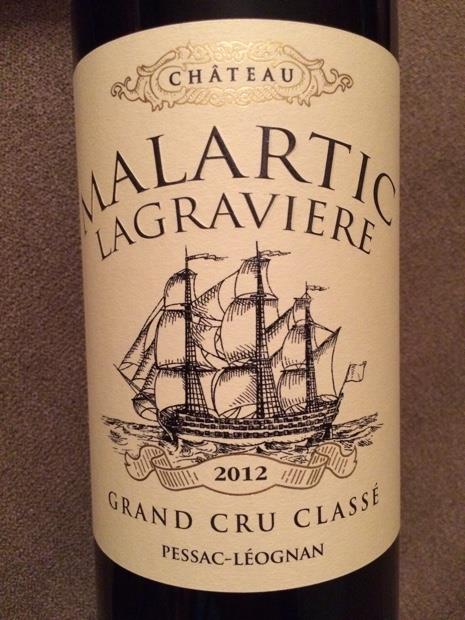 CHÂTEAU
MALARTIC
LAGRAVIERE
2012
GRAND CRU CLASSÉ
PESSAC-LÉOGNAN